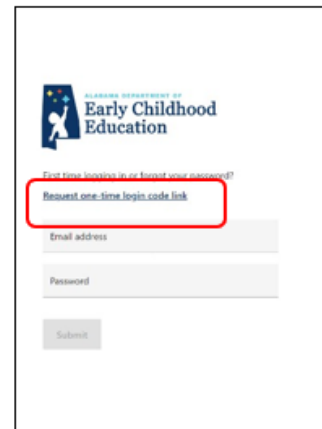 ALABAMA DEPARTMENT OF
Early Childhood
Education
First time logging in or forgot your password?
Request one-time login code link
Email address
Password
Submit